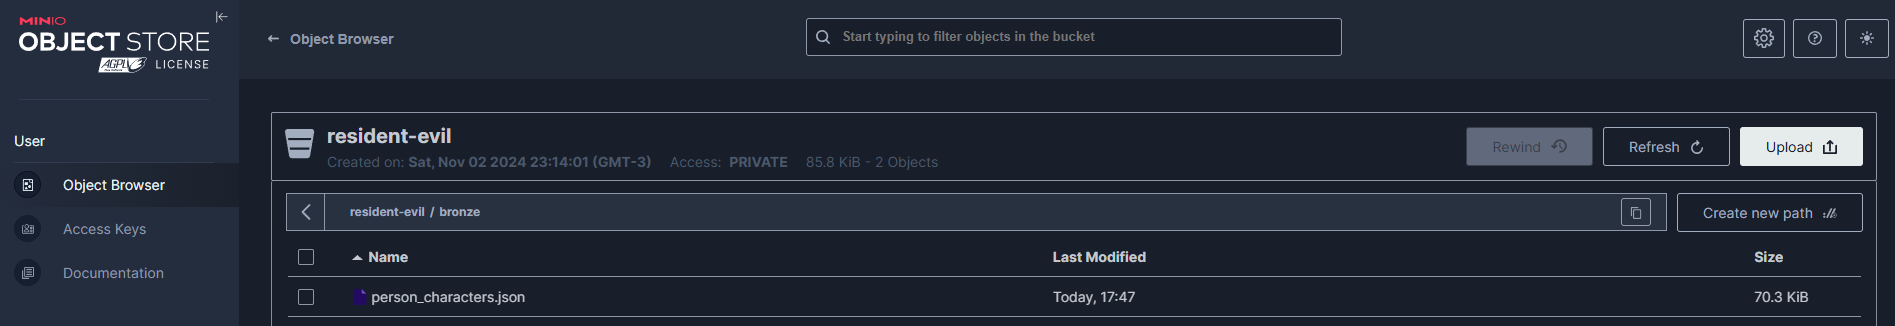 MINIO
OBJECT STORE
AGPLv3 LICENSE
User
Object Browser
Access Keys
Documentation
Object Browser
Start typing to filter objects in the bucket
resident-evil
Created on: Sat, Nov 02 2024 23:14:01 (GMT-3) Access: PRIVATE 85.8 KiB - 2 Objects
Rewind
Refresh
Upload
resident-evil / bronze
Create new path
Name Last Modified Size
person_characters.json Today, 17:47 70.3 KiB